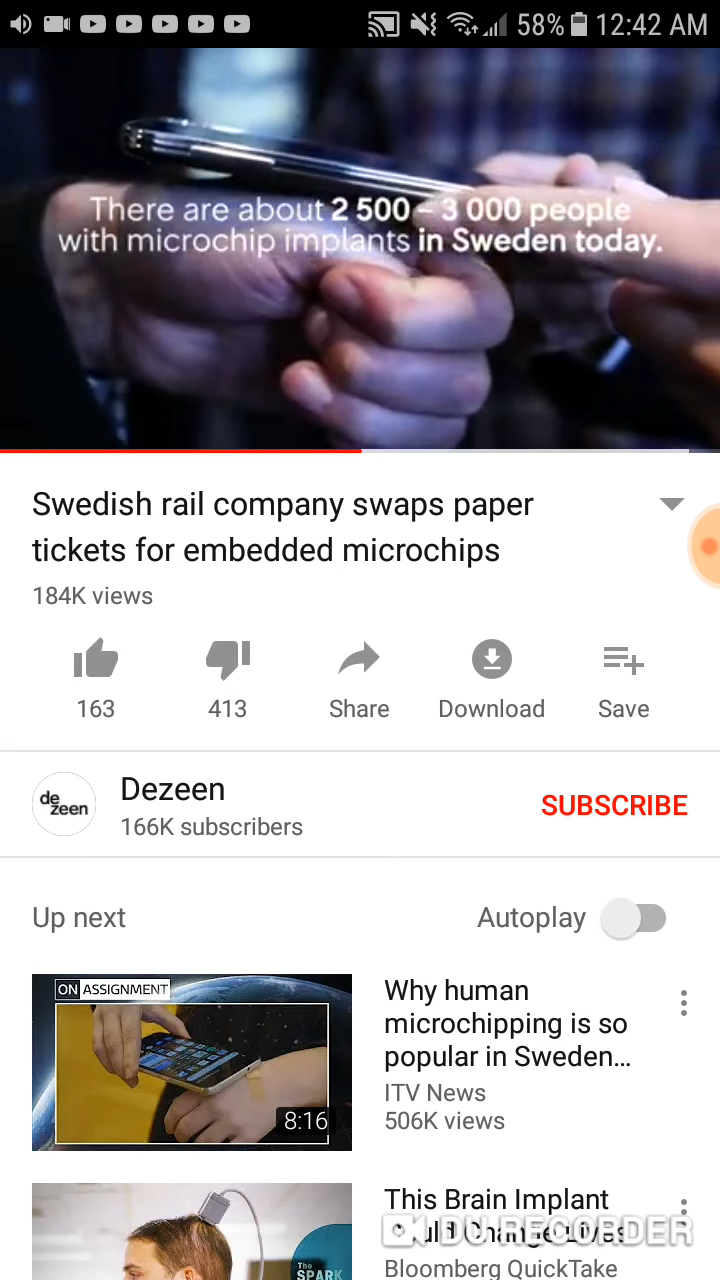 58% 12:42 AM
There are about 2 500 – 3 000 people
with microchip implants in Sweden today.
Swedish rail company swaps paper
tickets for embedded microchips
184K views
163 413 Share Download Save
de
zeen
Dezeen
166K subscribers
SUBSCRIBE
Up next Autoplay
ON ASSIGNMENT
8:16
Why human
microchipping is so
popular in Sweden...
ITV News
506K views
The
SPARK
This Brain Implant
Could Change Lives
DU RECORDER
Bloomberg QuickTake